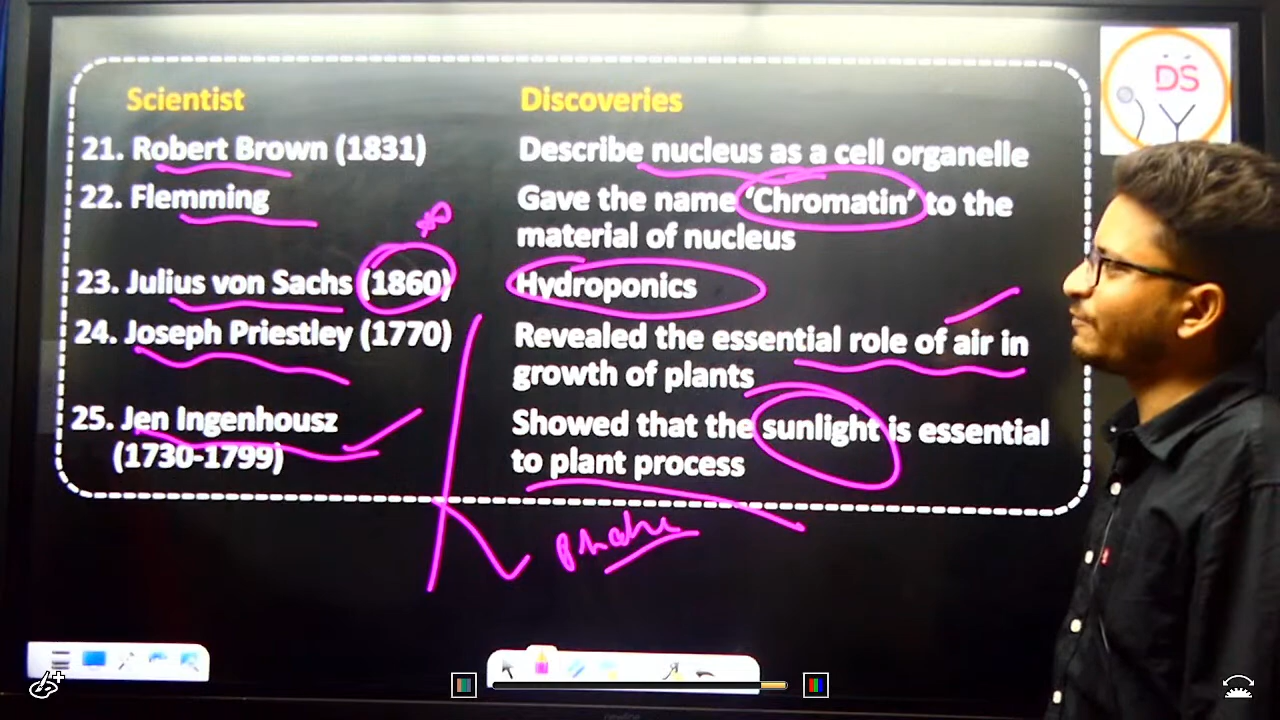 Scientist Discoveries
21. Robert Brown (1831) Describe nucleus as a cell organelle
22. Flemming Gave the name 'Chromatin' to the
material of nucleus
23. Julius von Sachs (1860) Hydroponics
24. Joseph Priestley (1770) Revealed the essential role of air in
growth of plants
25. Jen Ingenhousz Showed that the sunlight is essential
(1730-1799) to plant process
DS